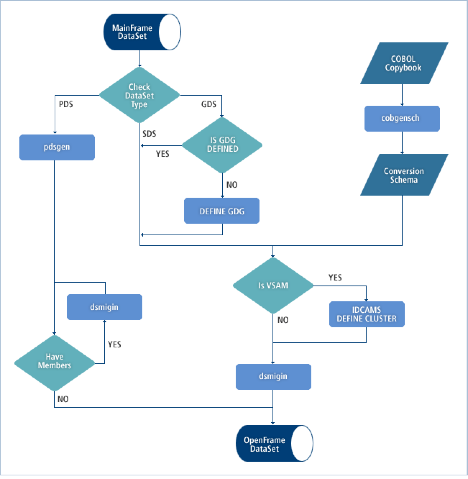 MainFrame
DataSet
Check
DataSet
Type
PDS
GDS
SDS
COBOL
Copybook
cobgensch
pdsgen
YES
IS GDG
DEFINED
NO
Conversion
Schema
DEFINE GDG
Is VSAM
YES
NO
IDCAMS
DEFINE CLUSTER
dsmigin
YES
Have
Members
NO
dsmigin
OpenFrame
DataSet